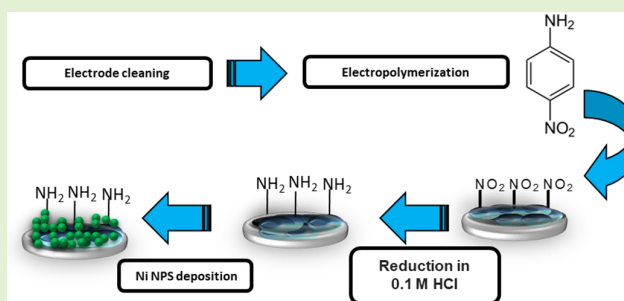 Electrode cleaning
Electropolymerization
NH2
NO2
NO2 NO2 NO2
Reduction in
0.1 M HCl
NH2 NH2 NH2
Ni NPS deposition
NH2 NH2 NH2